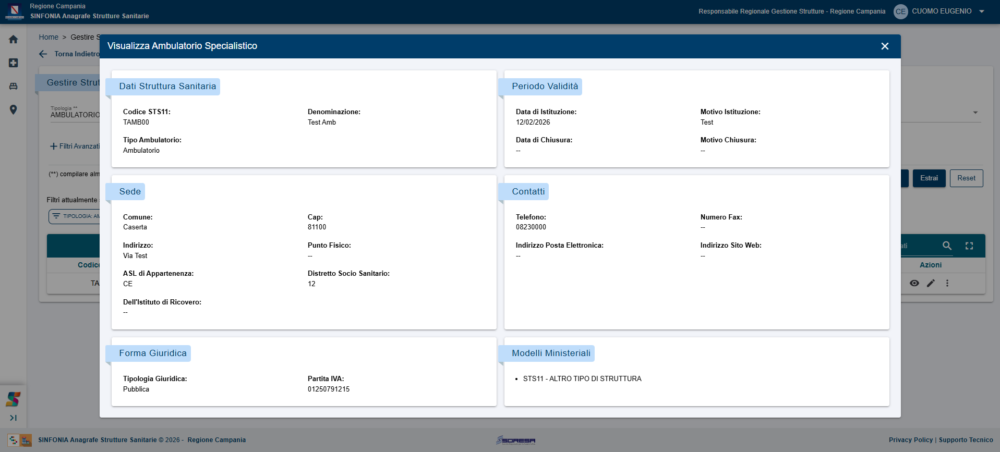 Regione Campania
SINFONIA Anagrafe Strutture Sanitarie
Responsabile Regionale Gestione Strutture - Regione Campania
CE
CUOMO EUGENIO
Home > Gestire S
Torna Indietro
Gestire Strut
Tipologia **
AMBULATORIO
Filtri Avanzati
(**) compilare alm
Filtri attualmente
TIPOLOGIA: AM
Codice
TA
Estrai
Reset
ati
Azioni
Visualizza Ambulatorio Specialistico
Dati Struttura Sanitaria
Codice STS11:
TAMB00
Denominazione:
Test Amb
Tipo Ambulatorio:
Ambulatorio
Periodo Validità
Data di Istituzione:
12/02/2026
Motivo Istituzione:
Test
Data di Chiusura:
--
Motivo Chiusura:
--
Sede
Comune:
Caserta
Cap:
81100
Indirizzo:
Via Test
Punto Fisico:
--
ASL di Appartenenza:
CE
Distretto Socio Sanitario:
12
Dell'Istituto di Ricovero:
--
Contatti
Telefono:
08230000
Numero Fax:
--
Indirizzo Posta Elettronica:
--
Indirizzo Sito Web:
--
Forma Giuridica
Tipologia Giuridica:
Pubblica
Partita IVA:
01250791215
Modelli Ministeriali
• STS11 - ALTRO TIPO DI STRUTTURA
SINFONIA Anagrafe Strutture Sanitarie © 2026 - Regione Campania
SORESA
Privacy Policy | Supporto Tecnico